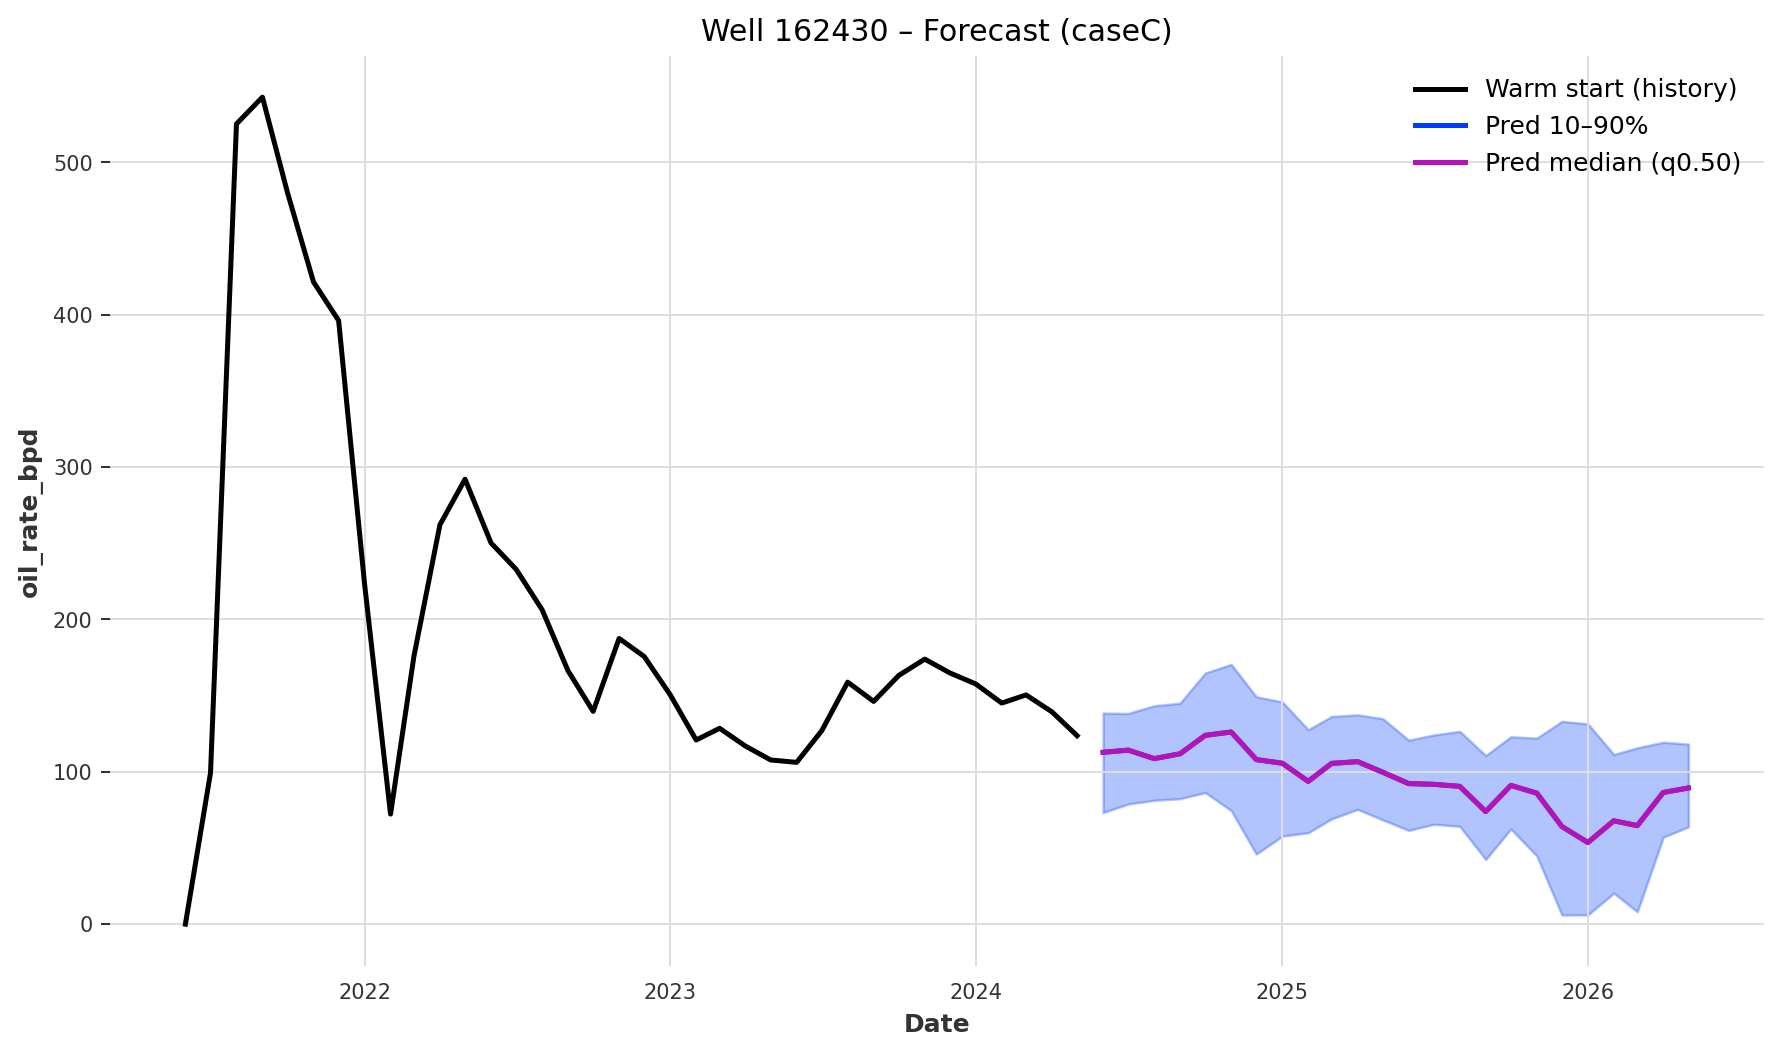 Well 162430 – Forecast (caseC)
Warm start (history)
Pred 10–90%
Pred median (q0.50)
oil_rate_bpd
500
400
300
200
100
0
2022
2023
2024
2025
2026
Date